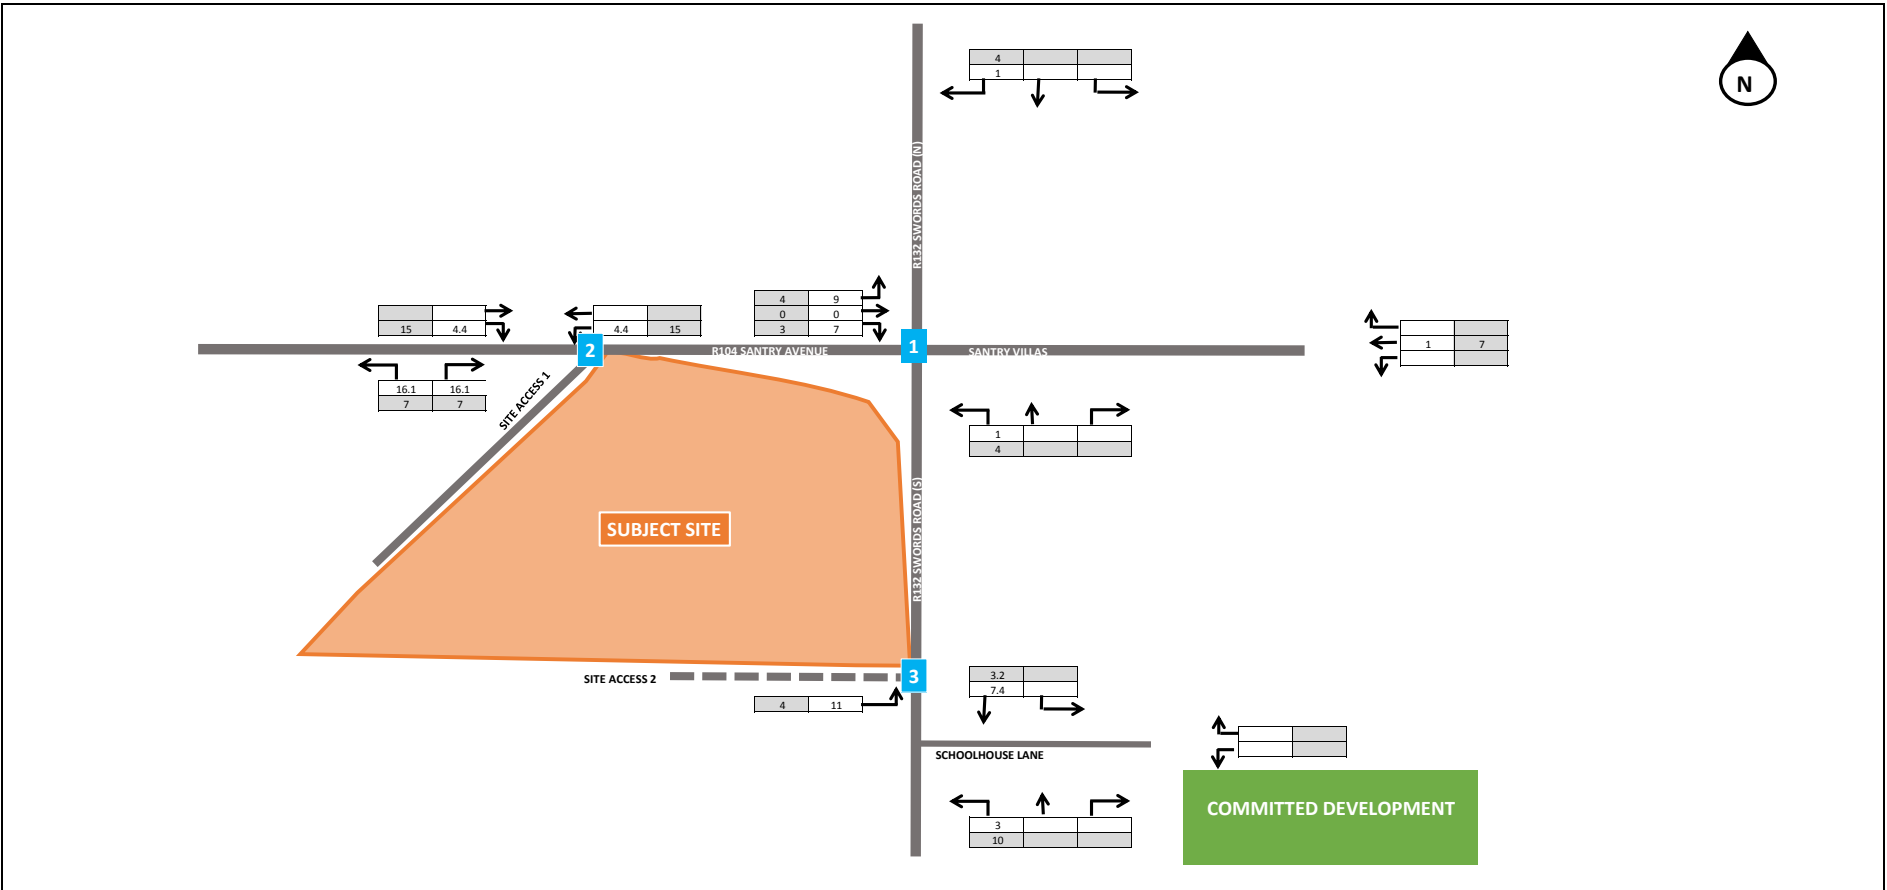 4
1
N
R132 SWORDS ROAD (N)
4 9
0 0
3 7
15 4.4
4.4 15
1 7
2
1
R104 SANTRY AVENUE
SANTRY VILLAS
16.1 16.1
7 7
SITE ACCESS 1
1
4
R132 SWORDS ROAD (S)
SUBJECT SITE
3
SITE ACCESS 2
3.2
7.4
4 11
SCHOOLHOUSE LANE
COMMITTED DEVELOPMENT
3
10